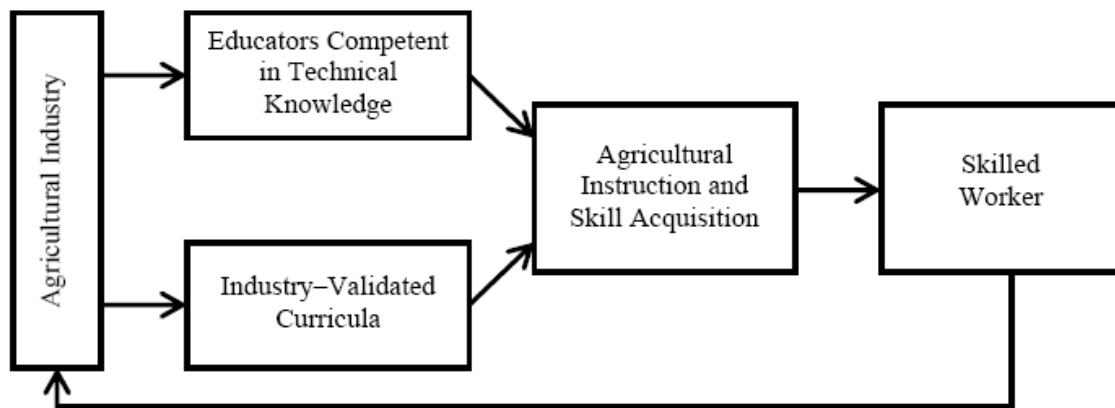 Agricultural Industry
Educators Competent
in Technical
Knowledge
Industry–Validated
Curricula
Agricultural
Instruction and
Skill Acquisition
Skilled
Worker